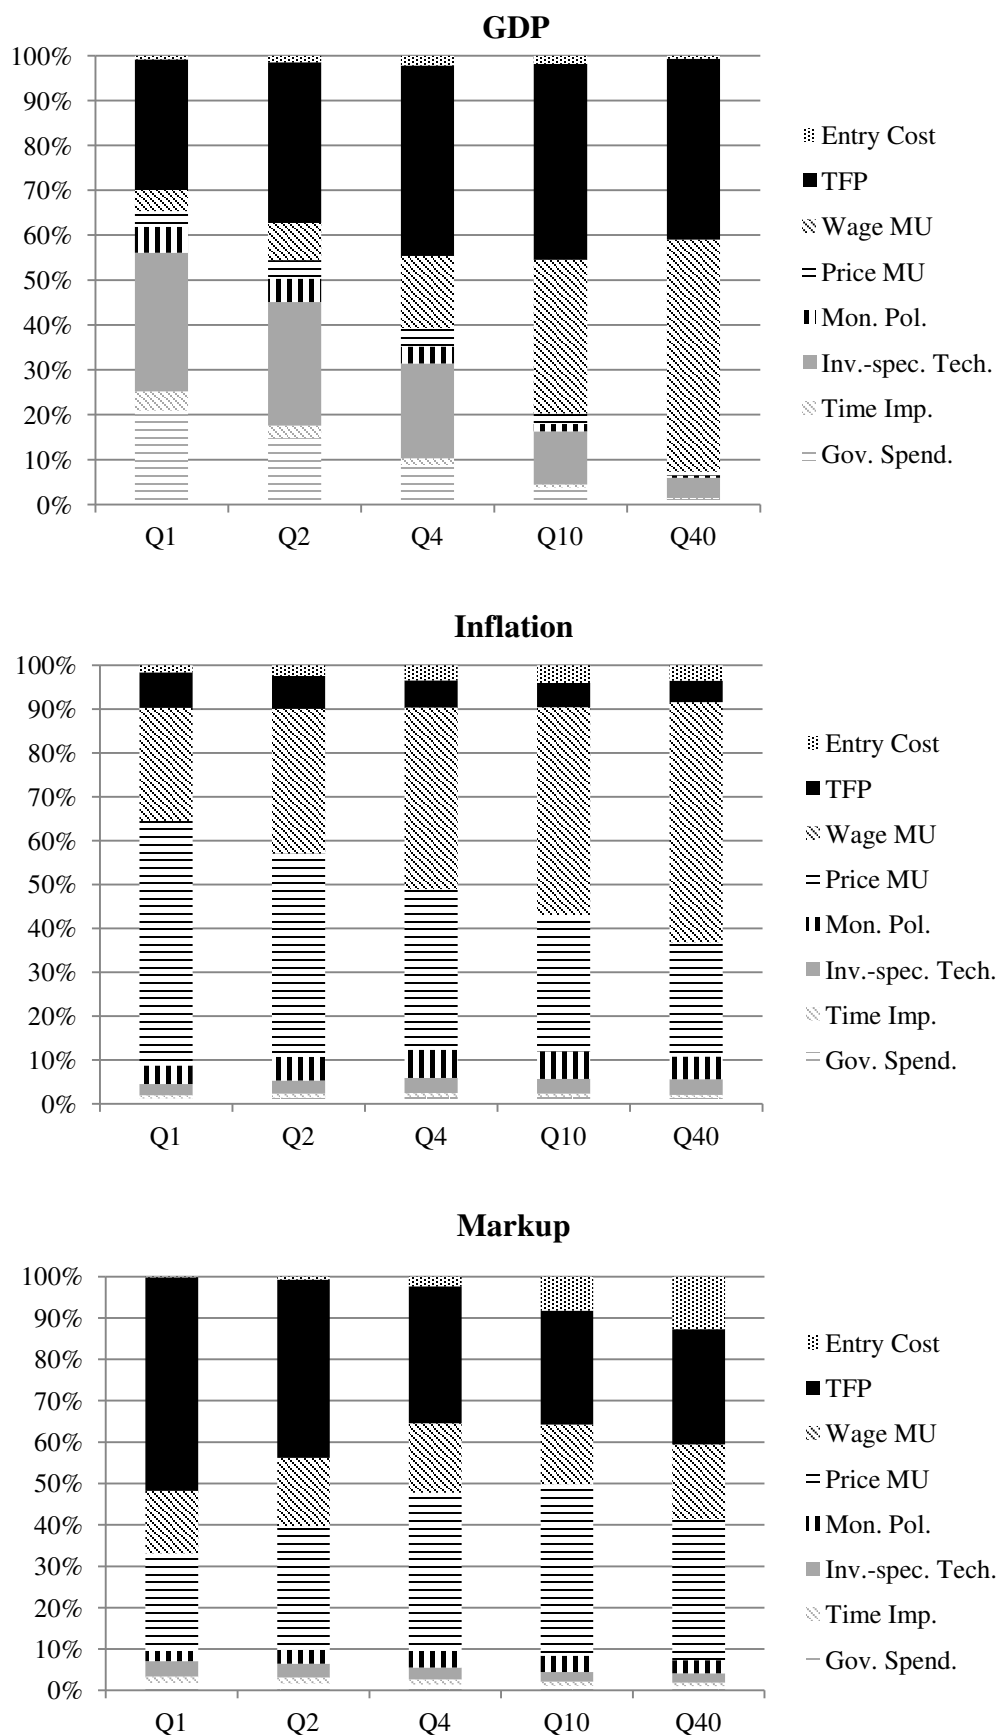 GDP
100%
90%
80%
70%
60%
50%
40%
30%
20%
10%
0%
Q1 Q2 Q4 Q10 Q40
Entry Cost
TFP
Wage MU
Price MU
Mon. Pol.
Inv.-spec. Tech.
Time Imp.
Gov. Spend.
Inflation
100%
90%
80%
70%
60%
50%
40%
30%
20%
10%
0%
Q1 Q2 Q4 Q10 Q40
Entry Cost
TFP
Wage MU
Price MU
Mon. Pol.
Inv.-spec. Tech.
Time Imp.
Gov. Spend.
Markup
100%
90%
80%
70%
60%
50%
40%
30%
20%
10%
0%
Q1 Q2 Q4 Q10 Q40
Entry Cost
TFP
Wage MU
Price MU
Mon. Pol.
Inv.-spec. Tech.
Time Imp.
Gov. Spend.